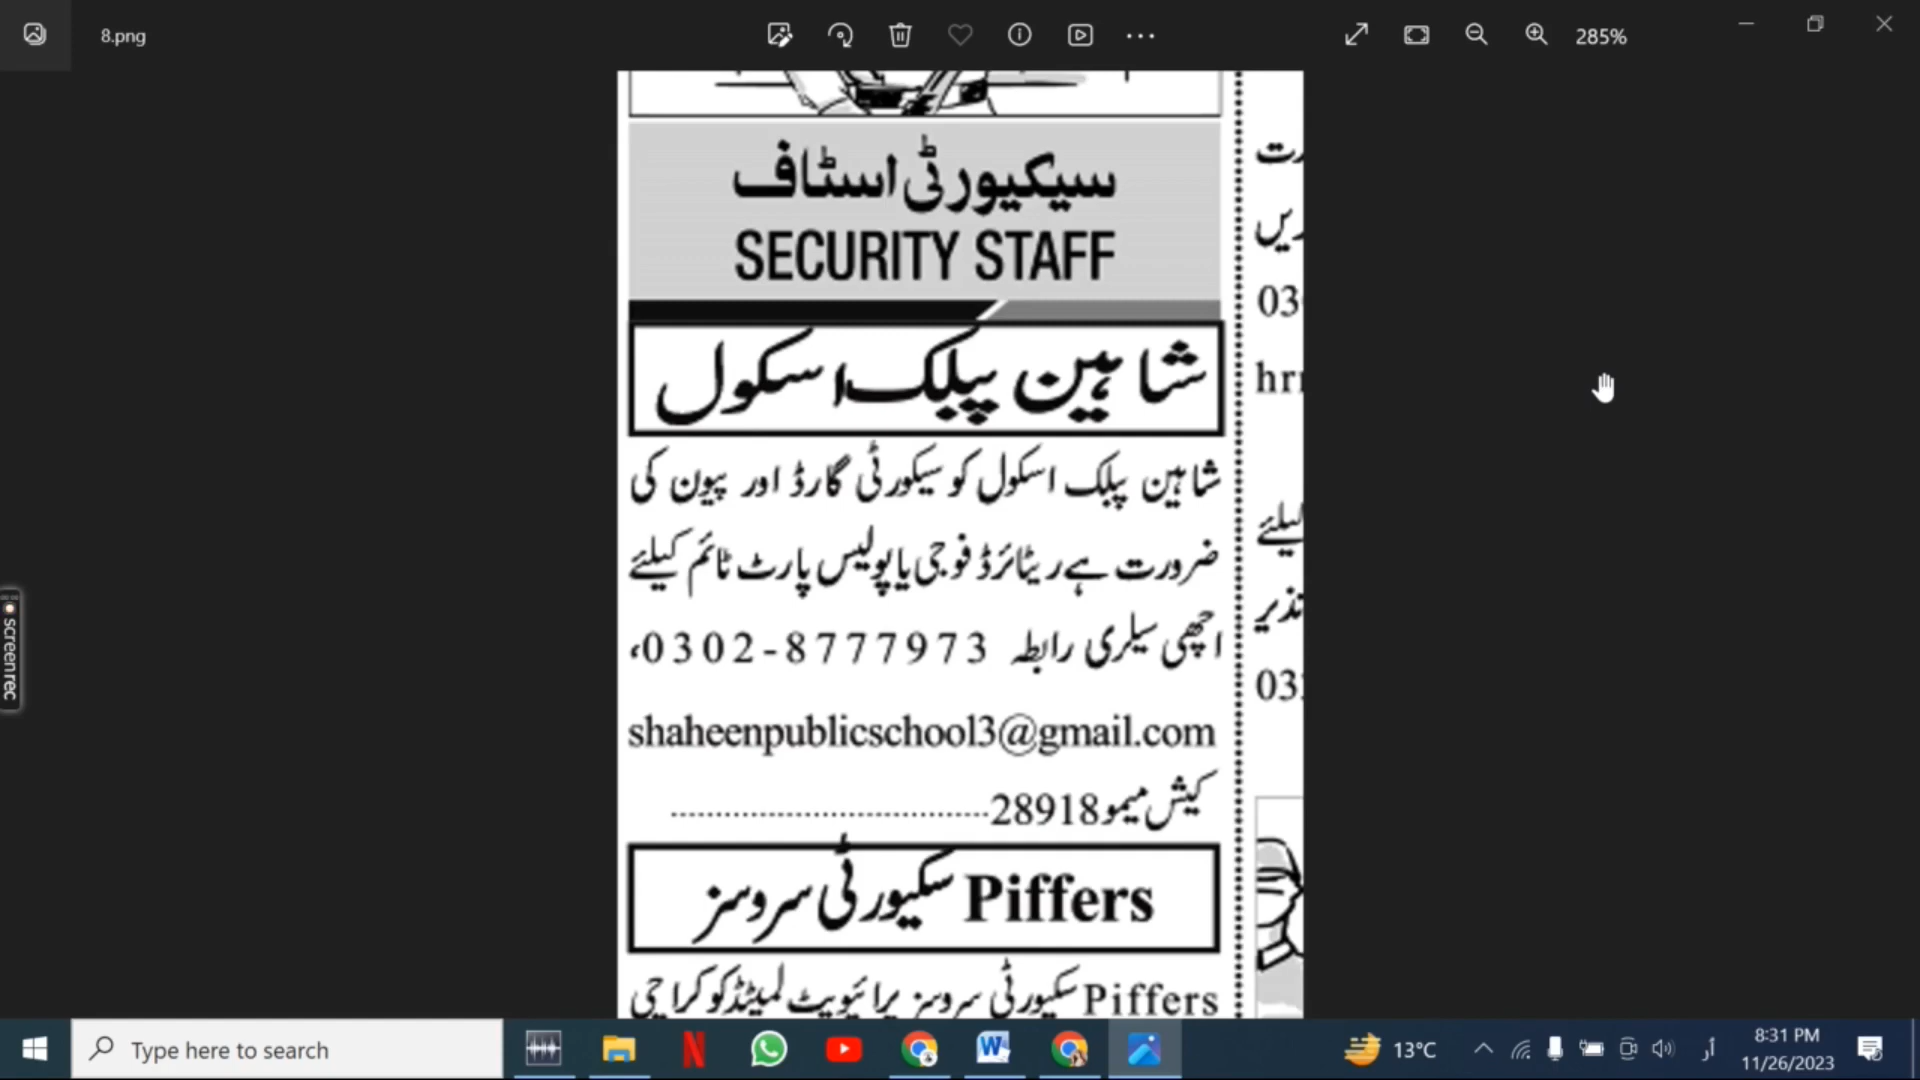 8.png
285%
سیکیورٹی اسٹاف
SECURITY STAFF
شاہین پبلک اسکول
شاہین پبلک اسکول کو سیکورٹی گارڈ اور پیون کی
ضرورت ہے ریٹائرڈ فوجی یا پولیس پارٹ ٹائم کیلئے
اچھی سیلری رابطہ 0302-8777973،
shaheenpublicschool3@gmail.com
کیش میمو 28918
Piffers سکیورٹی سروسز
Piffers سکیورٹی سروسز پرائیویٹ لمیٹڈ کو کراچی
کیلئے
نذیر
screenrec
Type here to search
13°C
8:31 PM
11/26/2023